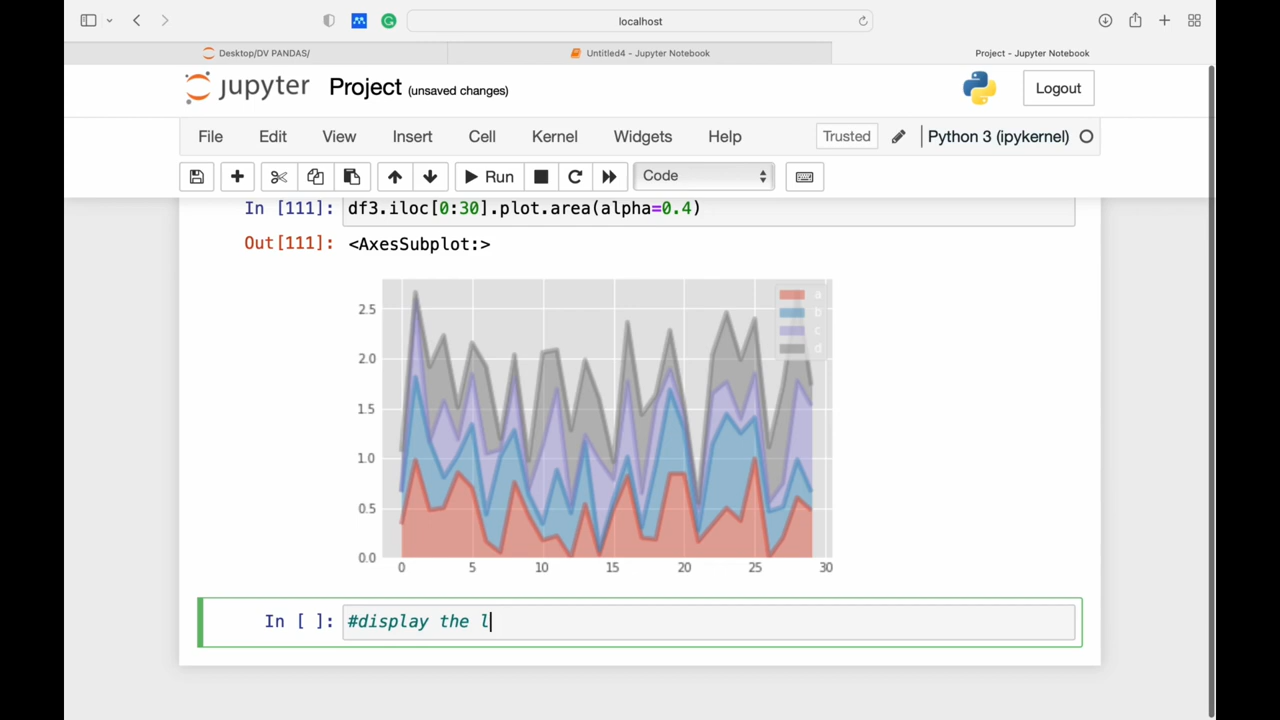 localhost
Desktop/DV PANDAS/
Untitled4 - Jupyter Notebook
Project - Jupyter Notebook
jupyter Project (unsaved changes)
Logout
File Edit View Insert Cell Kernel Widgets Help
Trusted
Python 3 (ipykernel)
Run
Code
In [111]: df3.iloc[0:30].plot.area(alpha=0.4)
Out[111]: <AxesSubplot:>
a
b
c
d
2.5
2.0
1.5
1.0
0.5
0.0
0 5 10 15 20 25 30
In [ ]: #display the l